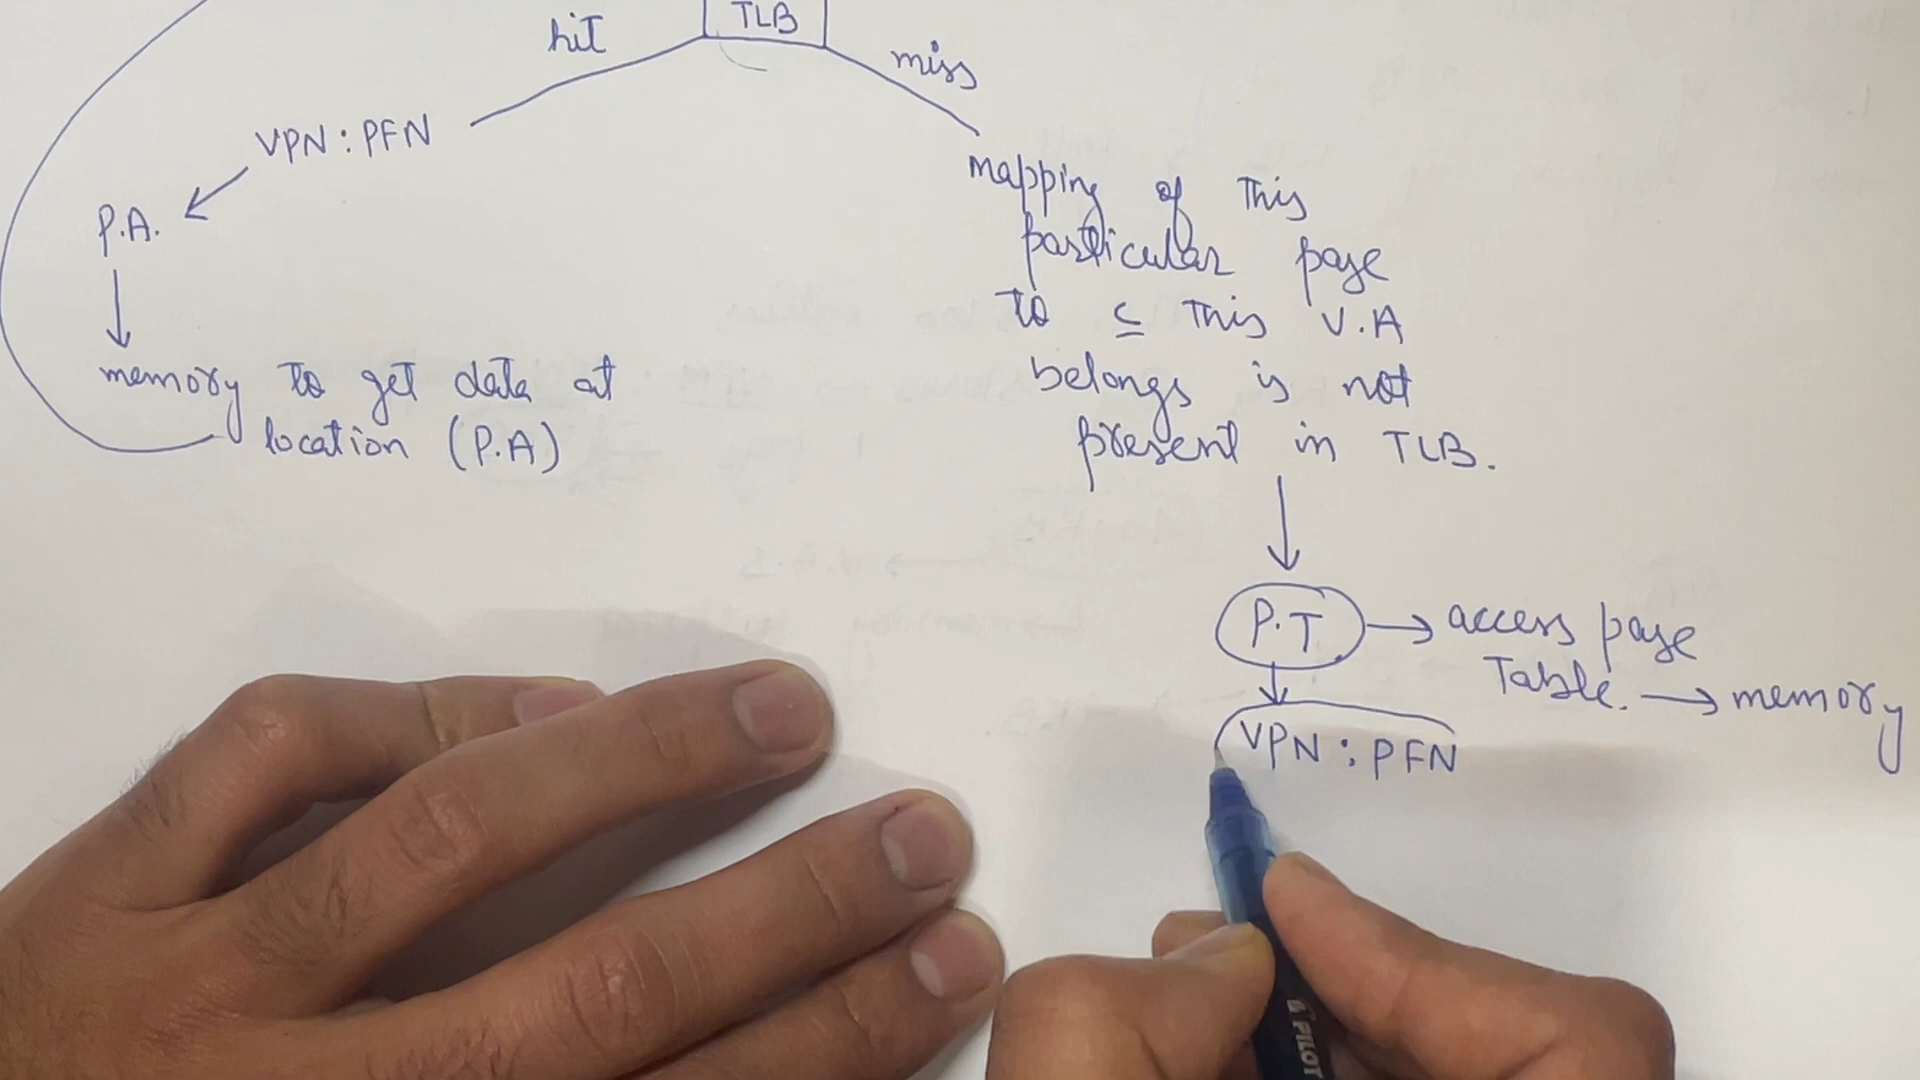 TLB
hit
miss
VPN : PFN
P.A.
memory to get data at
location (P.A)
mapping of this
particular page
to c this V.A
belongs is not
present in TLB.
P.T → access page
Table. → memory
VPN : PFN
PILOT